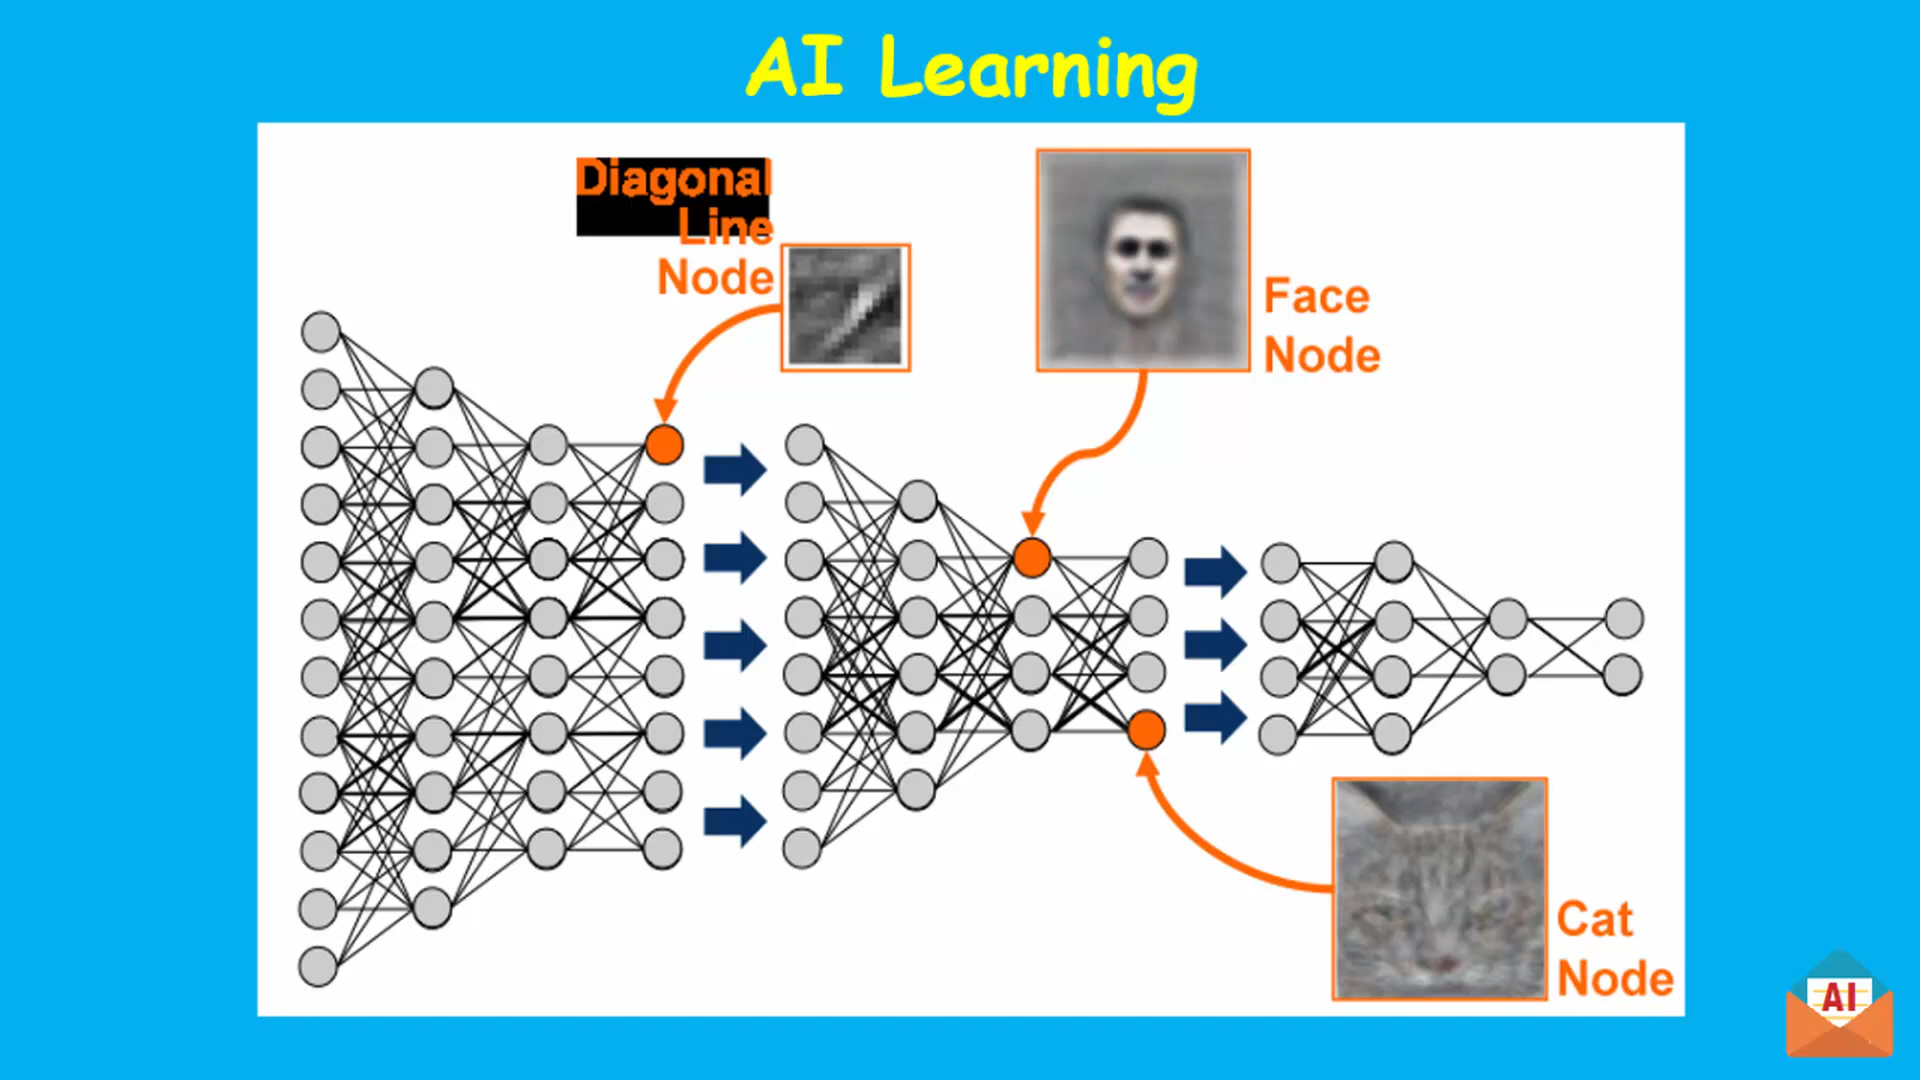 AI Learning
Diagonal
Line
Node
Face
Node
Cat
Node
AI